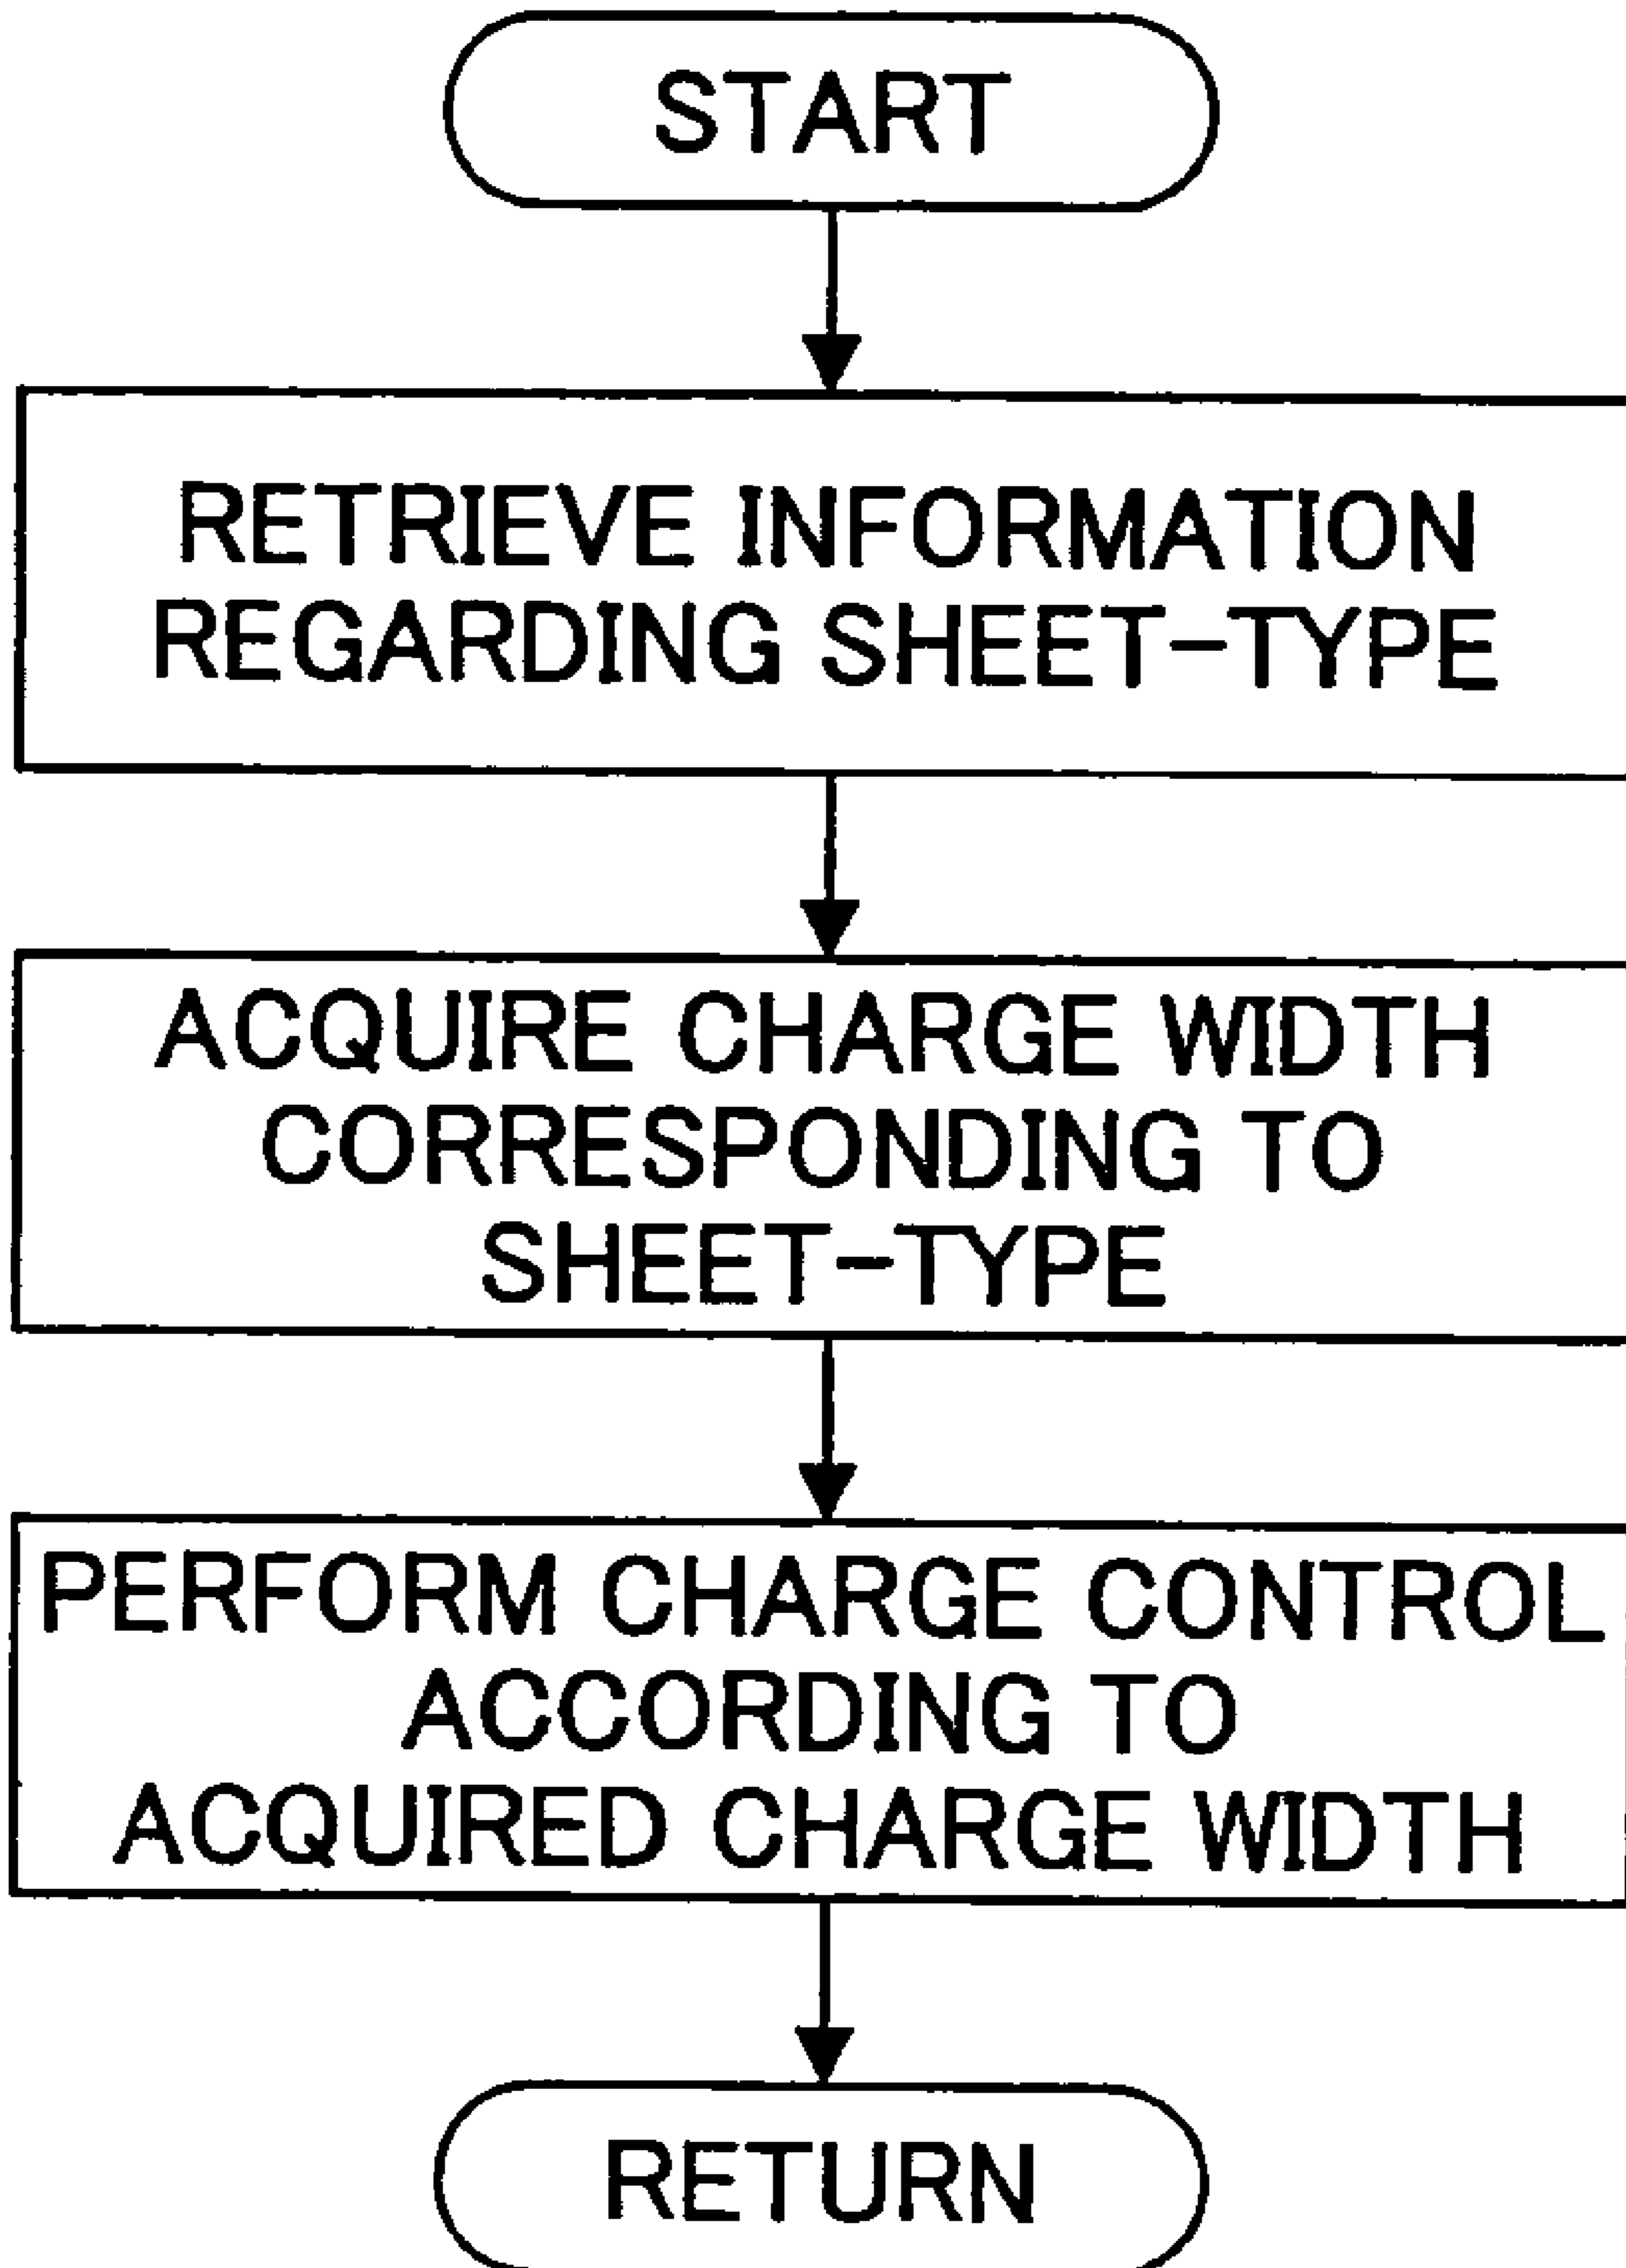 START
RETRIEVE INFORMATION
REGARDING SHEET-TYPE
ACQUIRE CHARGE WIDTH
CORRESPONDING TO
SHEET-TYPE
PERFORM CHARGE CONTROL
ACCORDING TO
ACQUIRED CHARGE WIDTH
RETURN